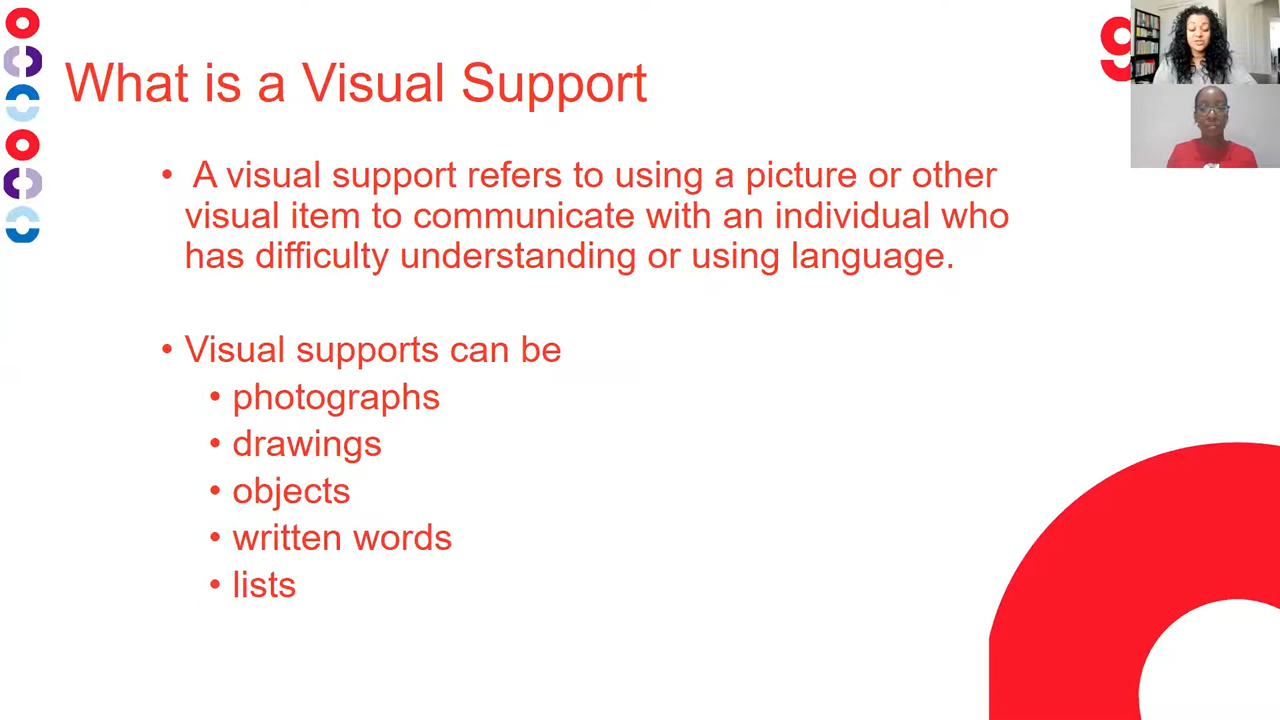 What is a Visual Support
• A visual support refers to using a picture or other
visual item to communicate with an individual who
has difficulty understanding or using language.
• Visual supports can be
• photographs
• drawings
• objects
• written words
• lists